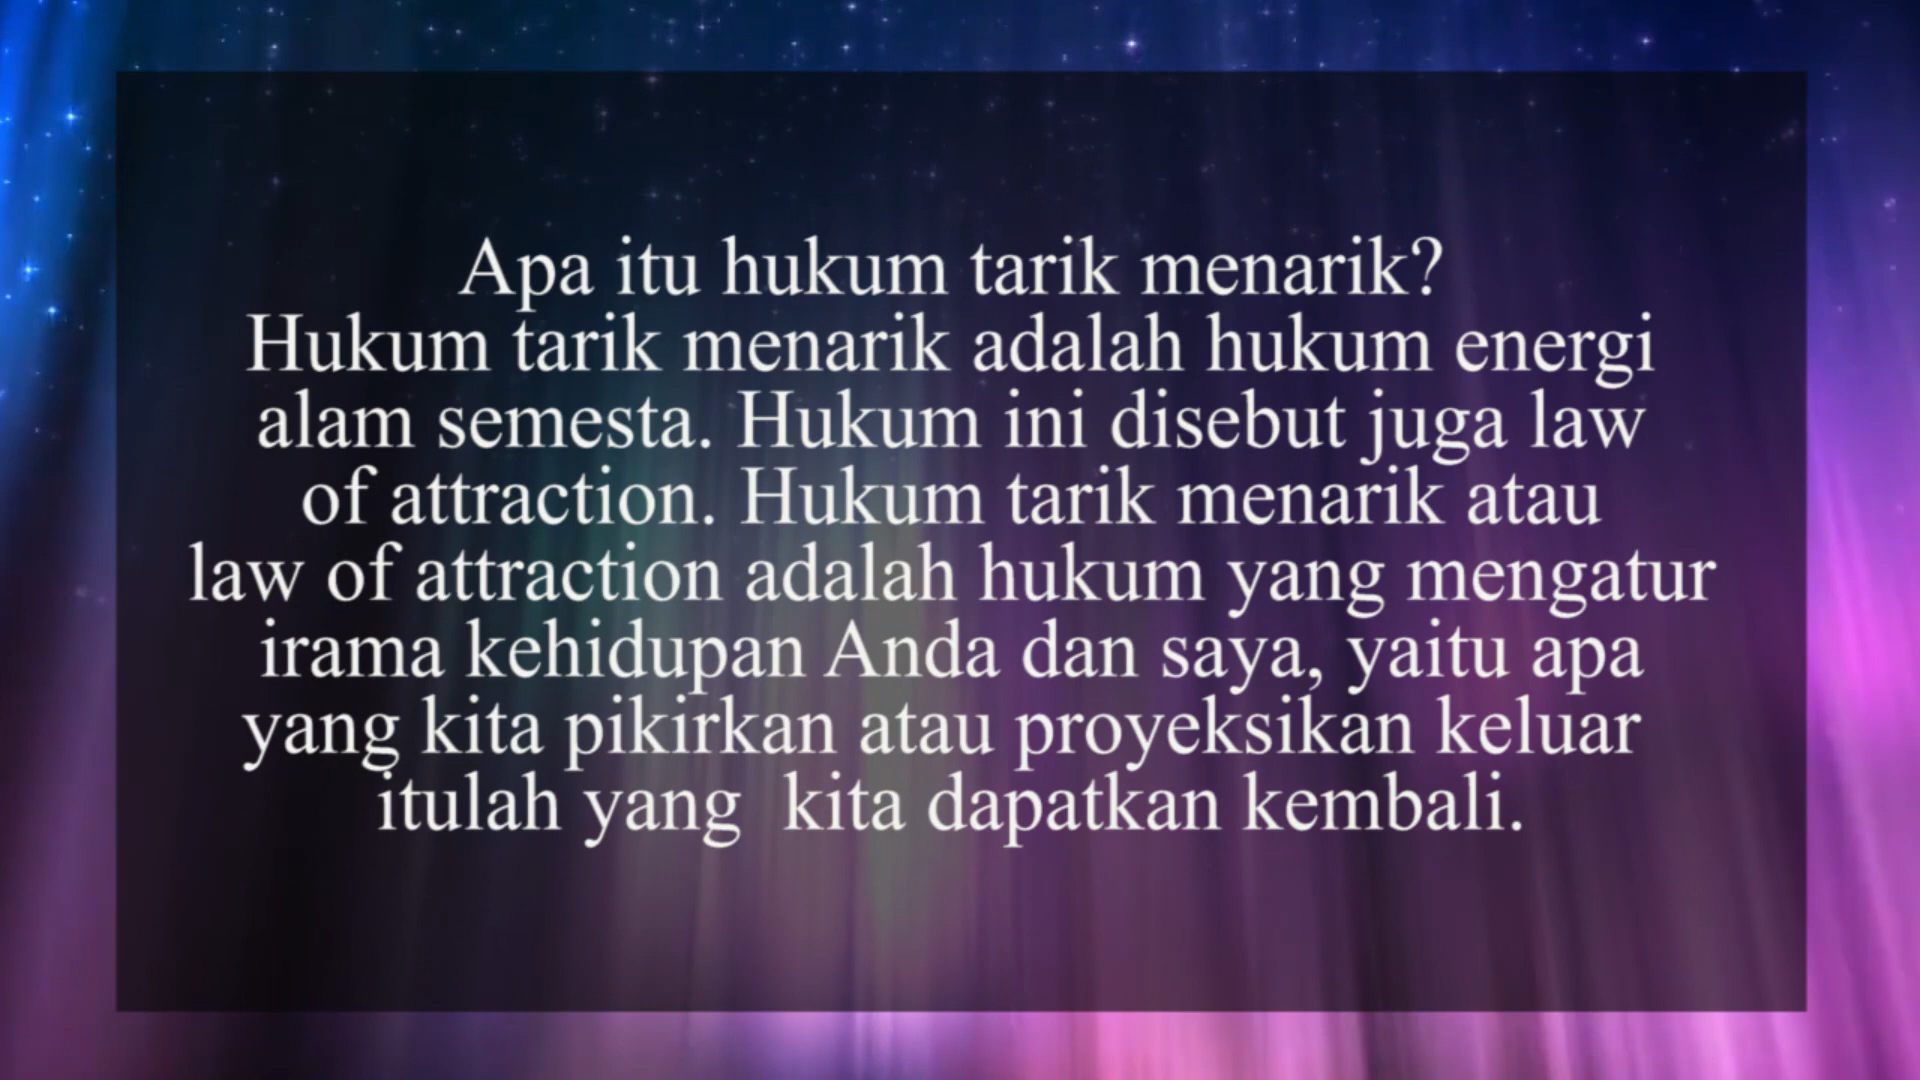 Apa itu hukum tarik menarik?
Hukum tarik menarik adalah hukum energi
alam semesta. Hukum ini disebut juga law
of attraction. Hukum tarik menarik atau
law of attraction adalah hukum yang mengatur
irama kehidupan Anda dan saya, yaitu apa
yang kita pikirkan atau proyeksikan keluar
itulah yang  kita dapatkan kembali.